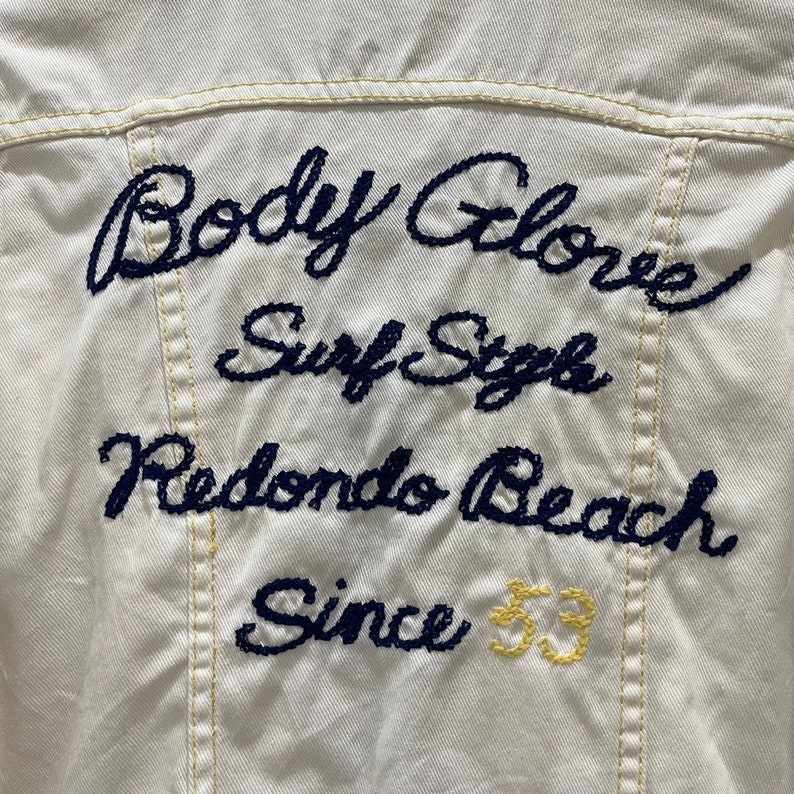 Body Glove
Surf Style
Redondo Beach
Since 53